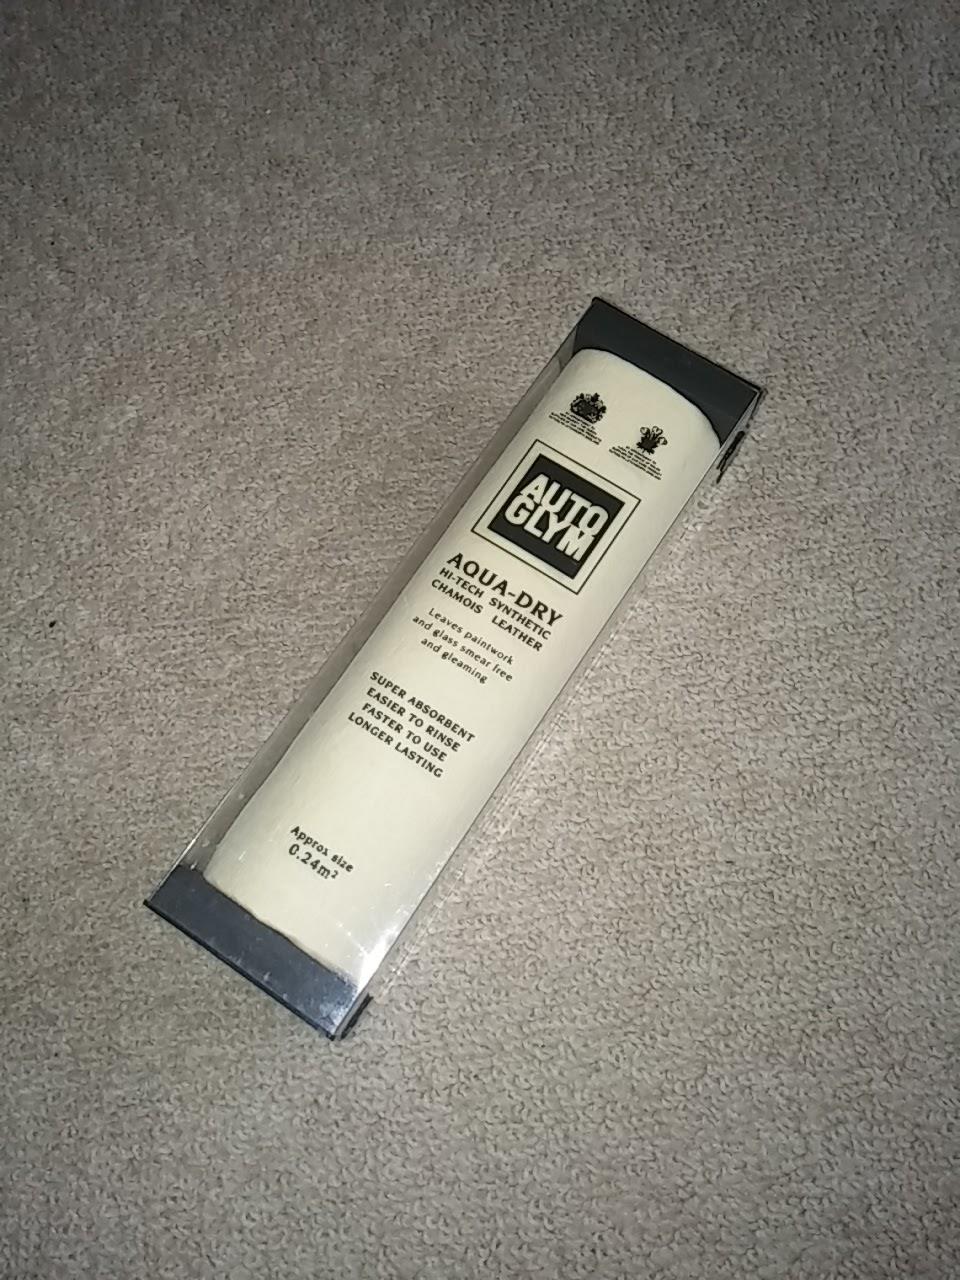 AUTO
GLYM
AQUA-DRY
HI-TECH SYNTHETIC
CHAMOIS LEATHER
Leaves paintwork
and glass smear free
and gleaming
SUPER ABSORBENT
EASIER TO RINSE
FASTER TO USE
LONGER LASTING
Approx size
0.24m²